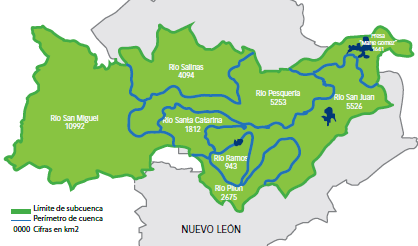 Río Salinas
4094
Río San Miguel
10992
Río Pesquería
5253
Río San Juan
5526
Río Santa Catarina
1812
Río Ramos
943
Río Pilón
2675
Límite de subcuenca
Perímetro de cuenca
0000 Cifras en km2
NUEVO LEÓN